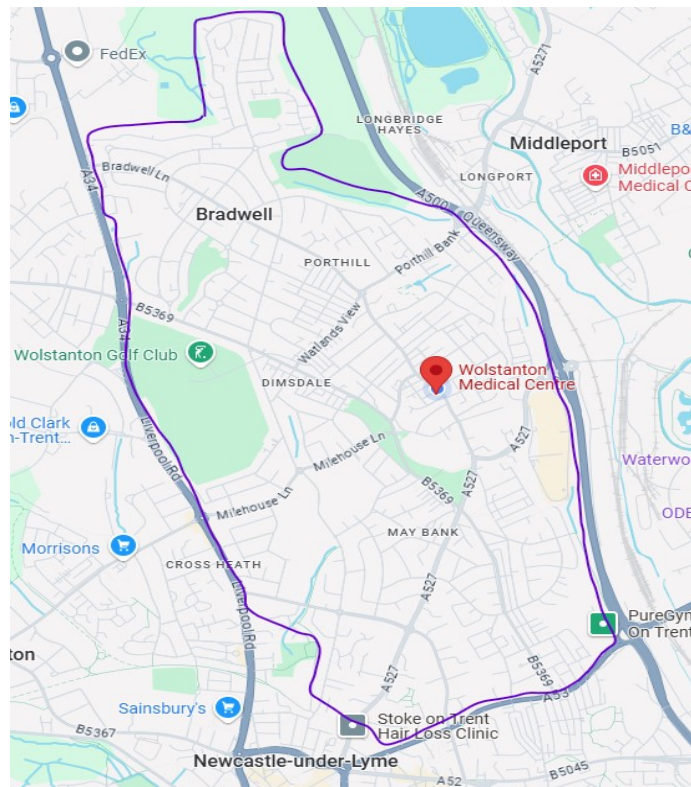 FedEx
A5271
LONGBRIDGE
HAYES
Middleport
B5051
LONGPORT
Bradwell Ln
A34
A500
Queensway
Bradwell
PORTHILL
Porthill Bank
B5369
Watlands View
A34
Wolstanton Golf Club
Wolstanton
Medical Centre
DIMSDALE
old Clark
n-Trent...
Liverpool Rd
A527
Milehouse Ln
B5369
Waterwo
Milehouse Ln
ODE
Morrisons
MAY BANK
CROSS HEATH
A527
Liverpool Rd
PureGym
On Trent
ton
A527
B5369
A53
Sainsbury's
Stoke on Trent
Hair Loss Clinic
B5367
Newcastle-under-Lyme
A52
B5045
B&
Middlepo
Medical C